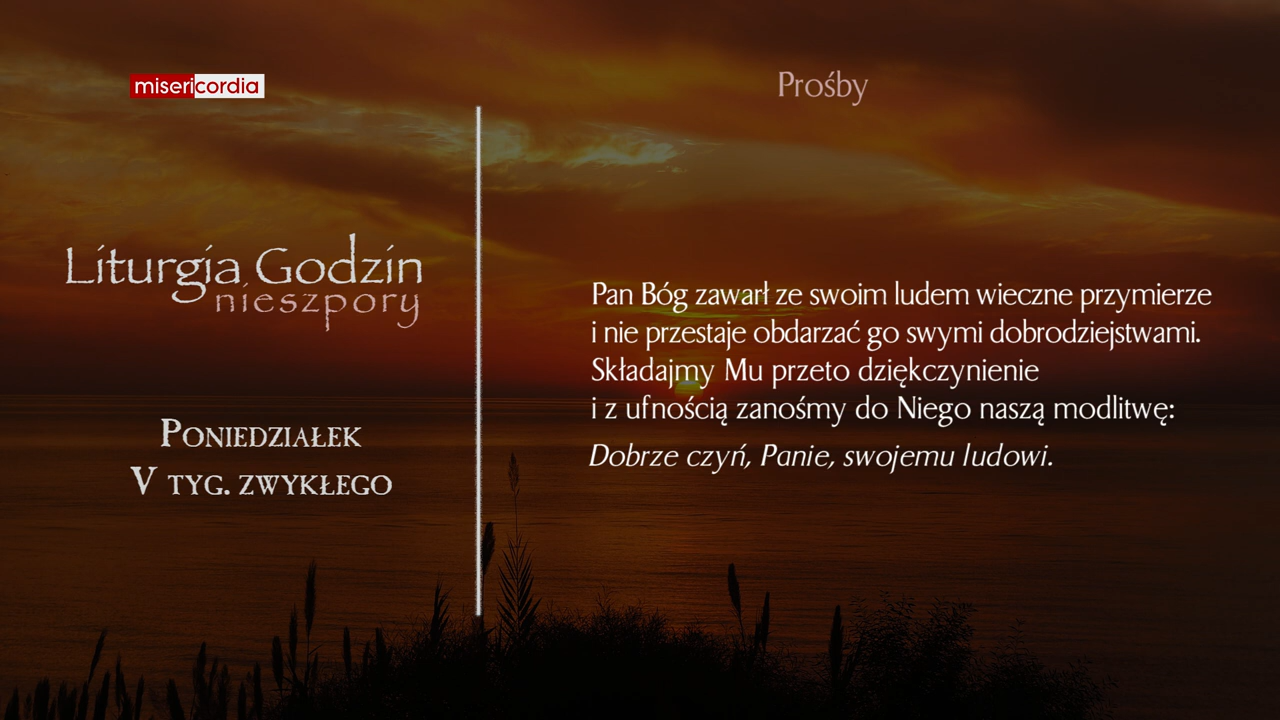 misericordia
Liturgia Godzin
nieszpory
Poniedziałek
V tyg. zwykłego
Prośby
Pan Bóg zawarł ze swoim ludem wieczne przymierze
i nie przestaje obdarzać go swymi dobrodziejstwami.
Składajmy Mu przeto dziękczynienie
i z ufnością zanośmy do Niego naszą modlitwę:
Dobrze czyń, Panie, swojemu ludowi.